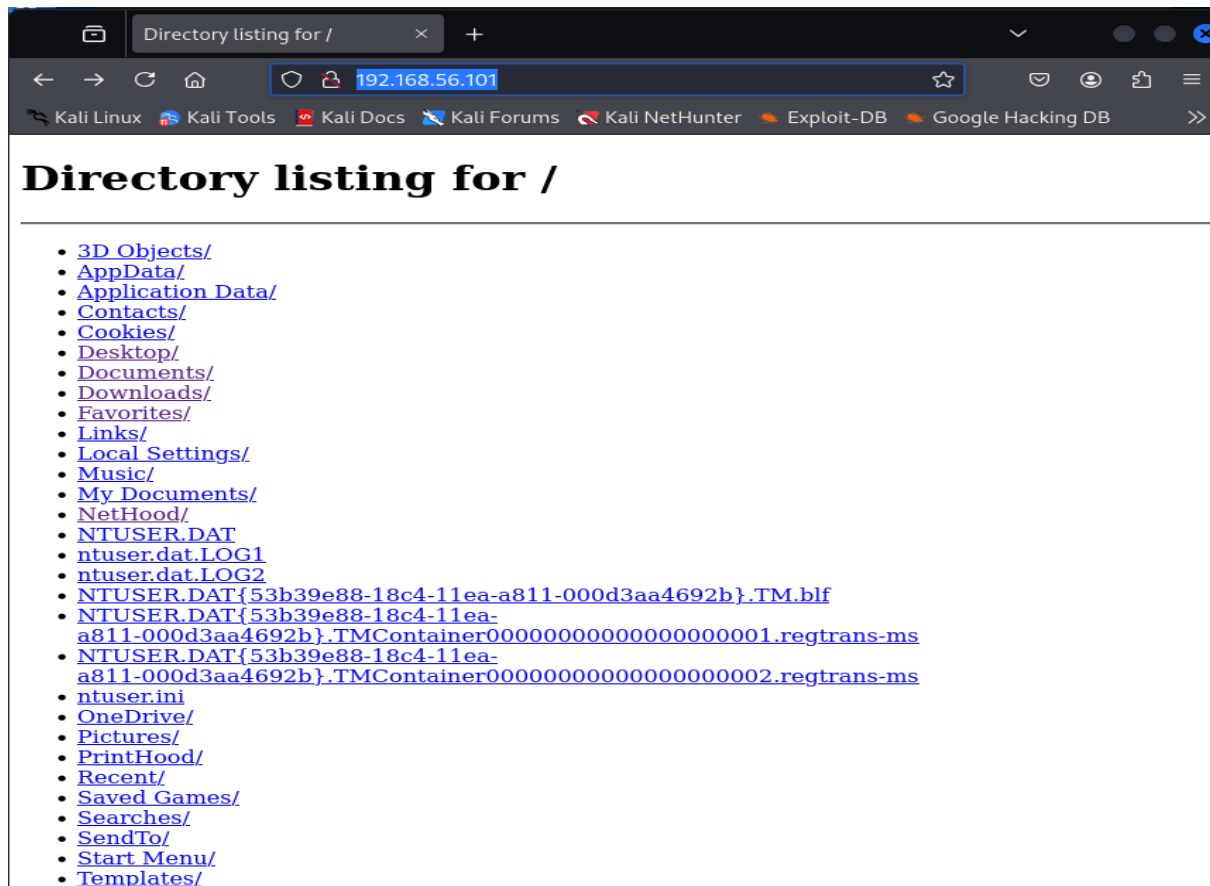 Directory listing for /
192.168.56.101
Kali Linux Kali Tools Kali Docs Kali Forums Kali NetHunter Exploit-DB Google Hacking DB
Directory listing for /
3D Objects/
AppData/
Application Data/
Contacts/
Cookies/
Desktop/
Documents/
Downloads/
Favorites/
Links/
Local Settings/
Music/
My Documents/
NetHood/
NTUSER.DAT
ntuser.dat.LOG1
ntuser.dat.LOG2
NTUSER.DAT{53b39e88-18c4-11ea-a811-000d3aa4692b}.TM.blf
NTUSER.DAT{53b39e88-18c4-11ea-
a811-000d3aa4692b}.TMContainer00000000000000000001.regtrans-ms
NTUSER.DAT{53b39e88-18c4-11ea-
a811-000d3aa4692b}.TMContainer00000000000000000002.regtrans-ms
ntuser.ini
OneDrive/
Pictures/
PrintHood/
Recent/
Saved Games/
Searches/
SendTo/
Start Menu/
Templates/